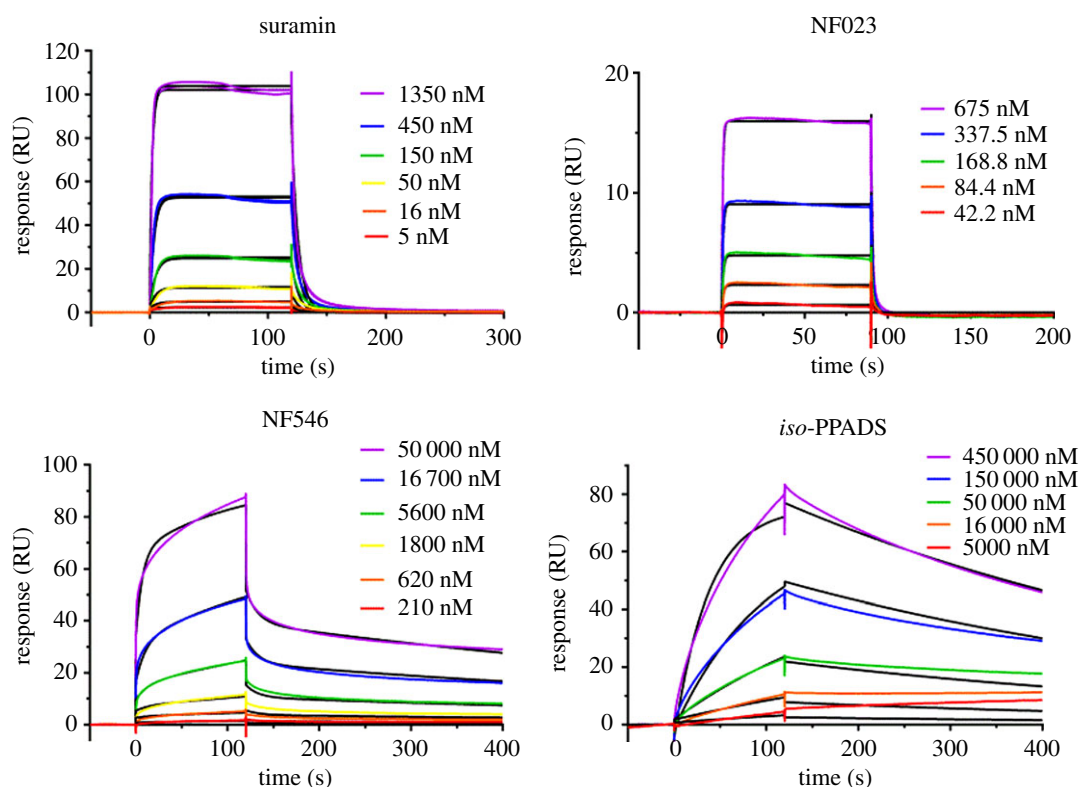 suramin
120
100
80
60
40
20
0
response (RU)
1350 nM
450 nM
150 nM
50 nM
16 nM
5 nM
0 100 200 300
time (s)
NF023
20
10
0
response (RU)
675 nM
337.5 nM
168.8 nM
84.4 nM
42.2 nM
0 50 100 150 200
time (s)
NF546
100
80
60
40
20
0
response (RU)
50 000 nM
16 700 nM
5600 nM
1800 nM
620 nM
210 nM
0 100 200 300 400
time (s)
iso-PPADS
80
60
40
20
0
response (RU)
450 000 nM
150 000 nM
50 000 nM
16 000 nM
5000 nM
0 100 200 300 400
time (s)